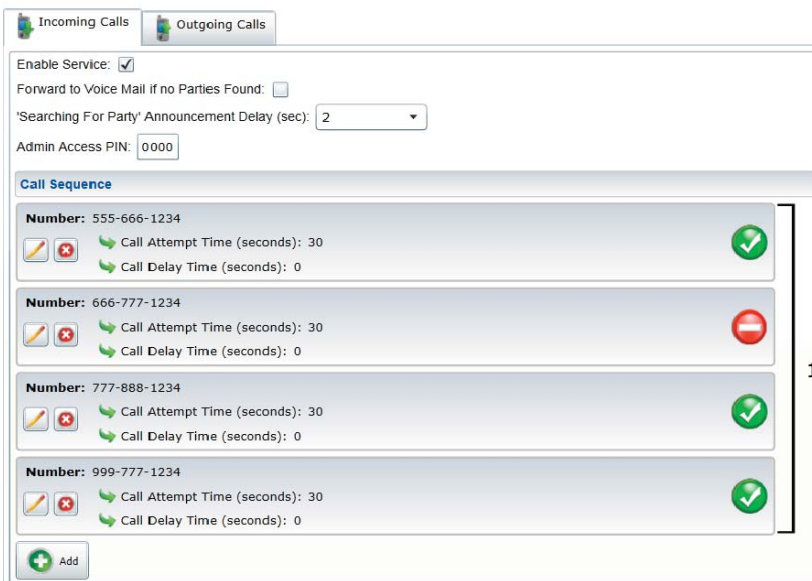 Incoming Calls
Outgoing Calls
Enable Service:
Forward to Voice Mail if no Parties Found:
'Searching For Party' Announcement Delay (sec): 2
Admin Access PIN: 0000
Call Sequence
Number: 555-666-1234
Call Attempt Time (seconds): 30
Call Delay Time (seconds): 0
Number: 666-777-1234
Call Attempt Time (seconds): 30
Call Delay Time (seconds): 0
Number: 777-888-1234
Call Attempt Time (seconds): 30
Call Delay Time (seconds): 0
Number: 999-777-1234
Call Attempt Time (seconds): 30
Call Delay Time (seconds): 0
Add